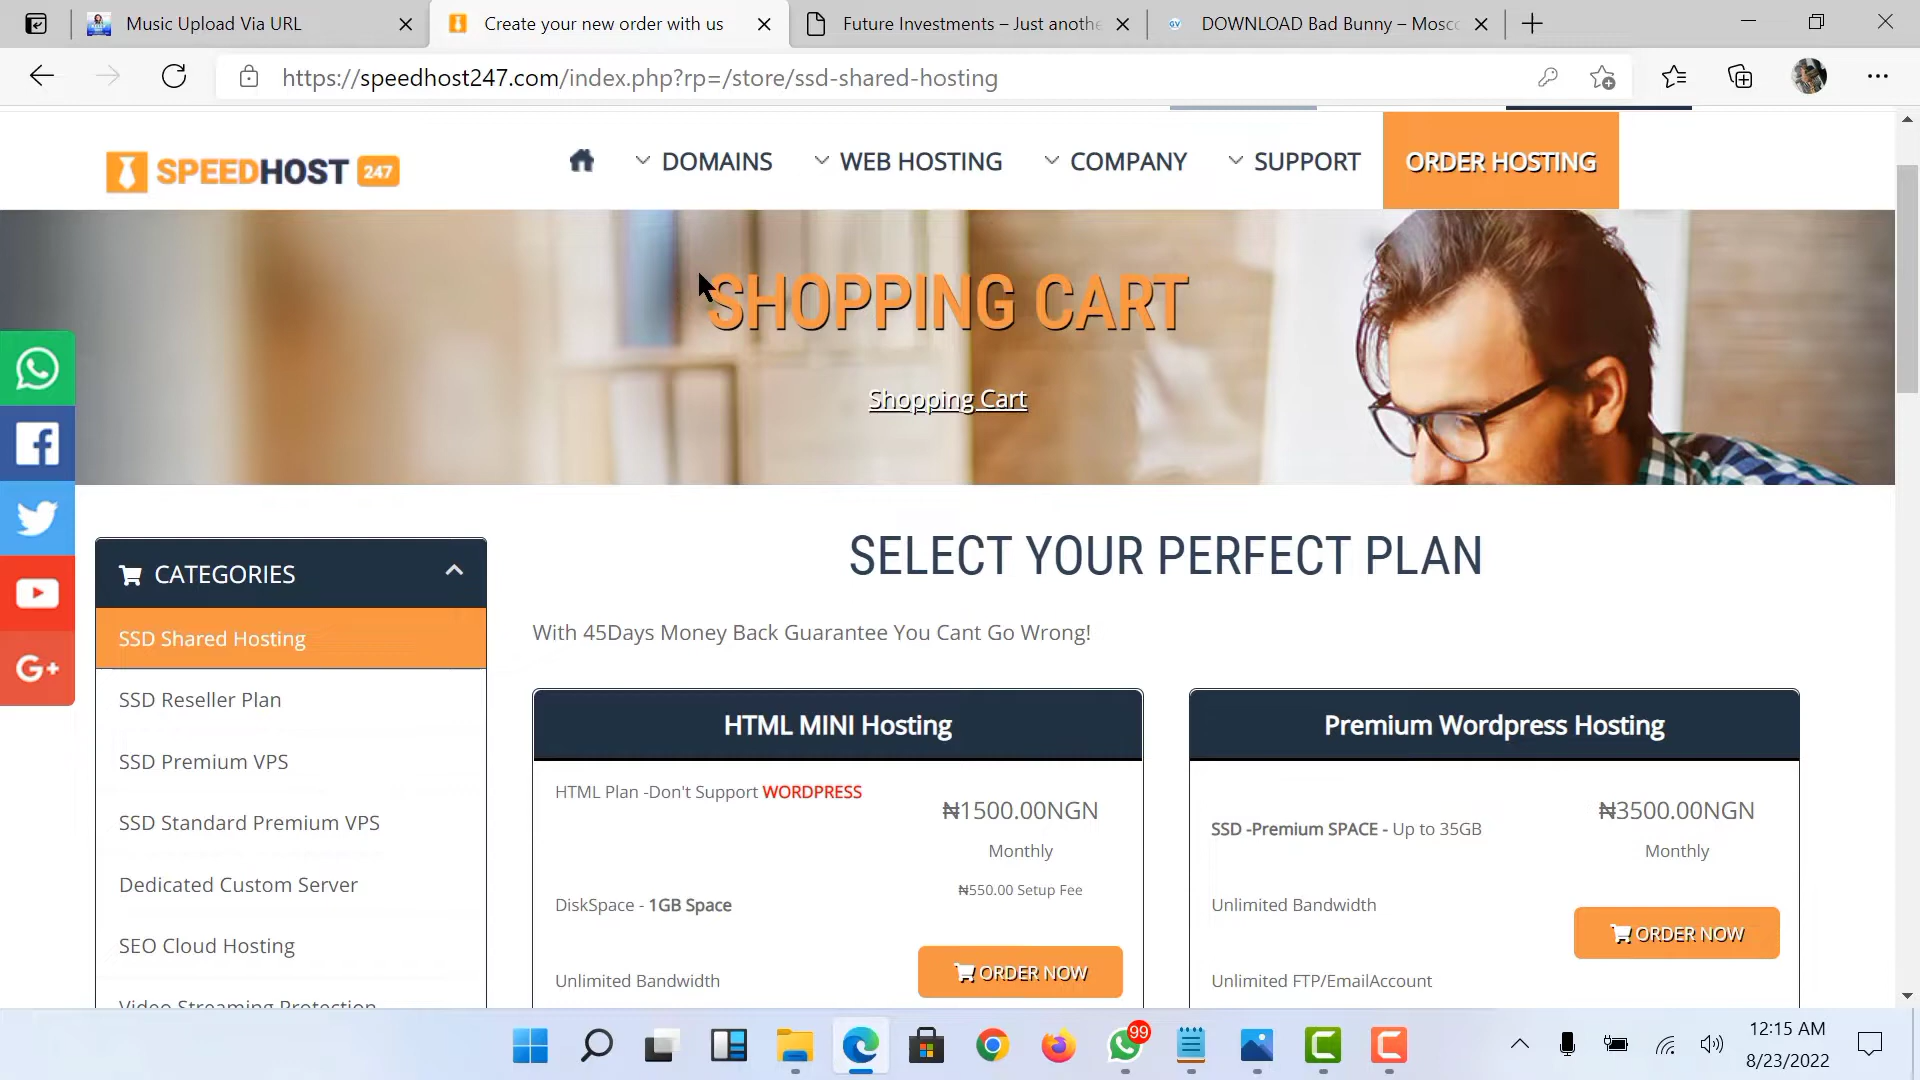 Music Upload Via URL
Create your new order with us
Future Investments – Just anothe
DOWNLOAD Bad Bunny – Mosco
https://speedhost247.com/index.php?rp=/store/ssd-shared-hosting
SPEEDHOST 247
DOMAINS
WEB HOSTING
COMPANY
SUPPORT
ORDER HOSTING
SHOPPING CART
Shopping Cart
CATEGORIES
SSD Shared Hosting
SSD Reseller Plan
SSD Premium VPS
SSD Standard Premium VPS
Dedicated Custom Server
SEO Cloud Hosting
Video Streaming Protection
SELECT YOUR PERFECT PLAN
With 45Days Money Back Guarantee You Cant Go Wrong!
HTML MINI Hosting
HTML Plan -Don't Support WORDPRESS
₦1500.00NGN
Monthly
₦550.00 Setup Fee
DiskSpace - 1GB Space
ORDER NOW
Unlimited Bandwidth
Premium Wordpress Hosting
₦3500.00NGN
SSD -Premium SPACE - Up to 35GB
Monthly
Unlimited Bandwidth
ORDER NOW
Unlimited FTP/EmailAccount
G+
99
12:15 AM
8/23/2022